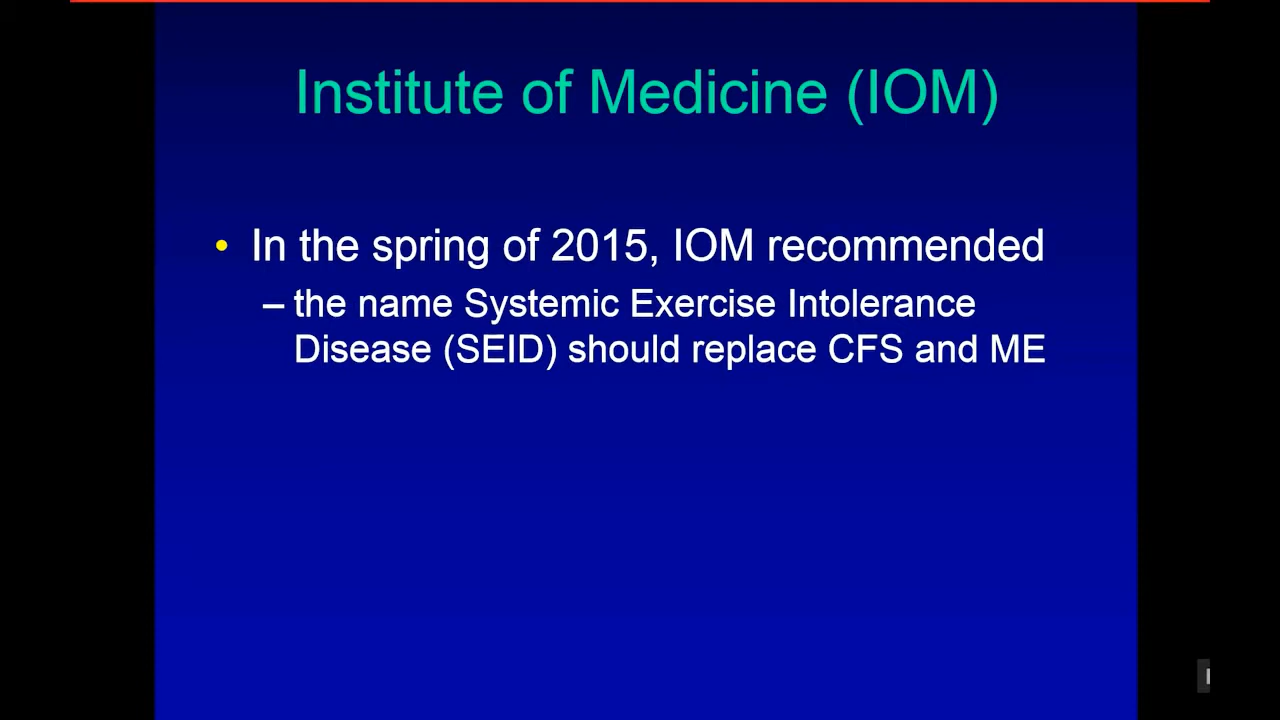 Institute of Medicine (IOM)
• In the spring of 2015, IOM recommended
– the name Systemic Exercise Intolerance
Disease (SEID) should replace CFS and ME